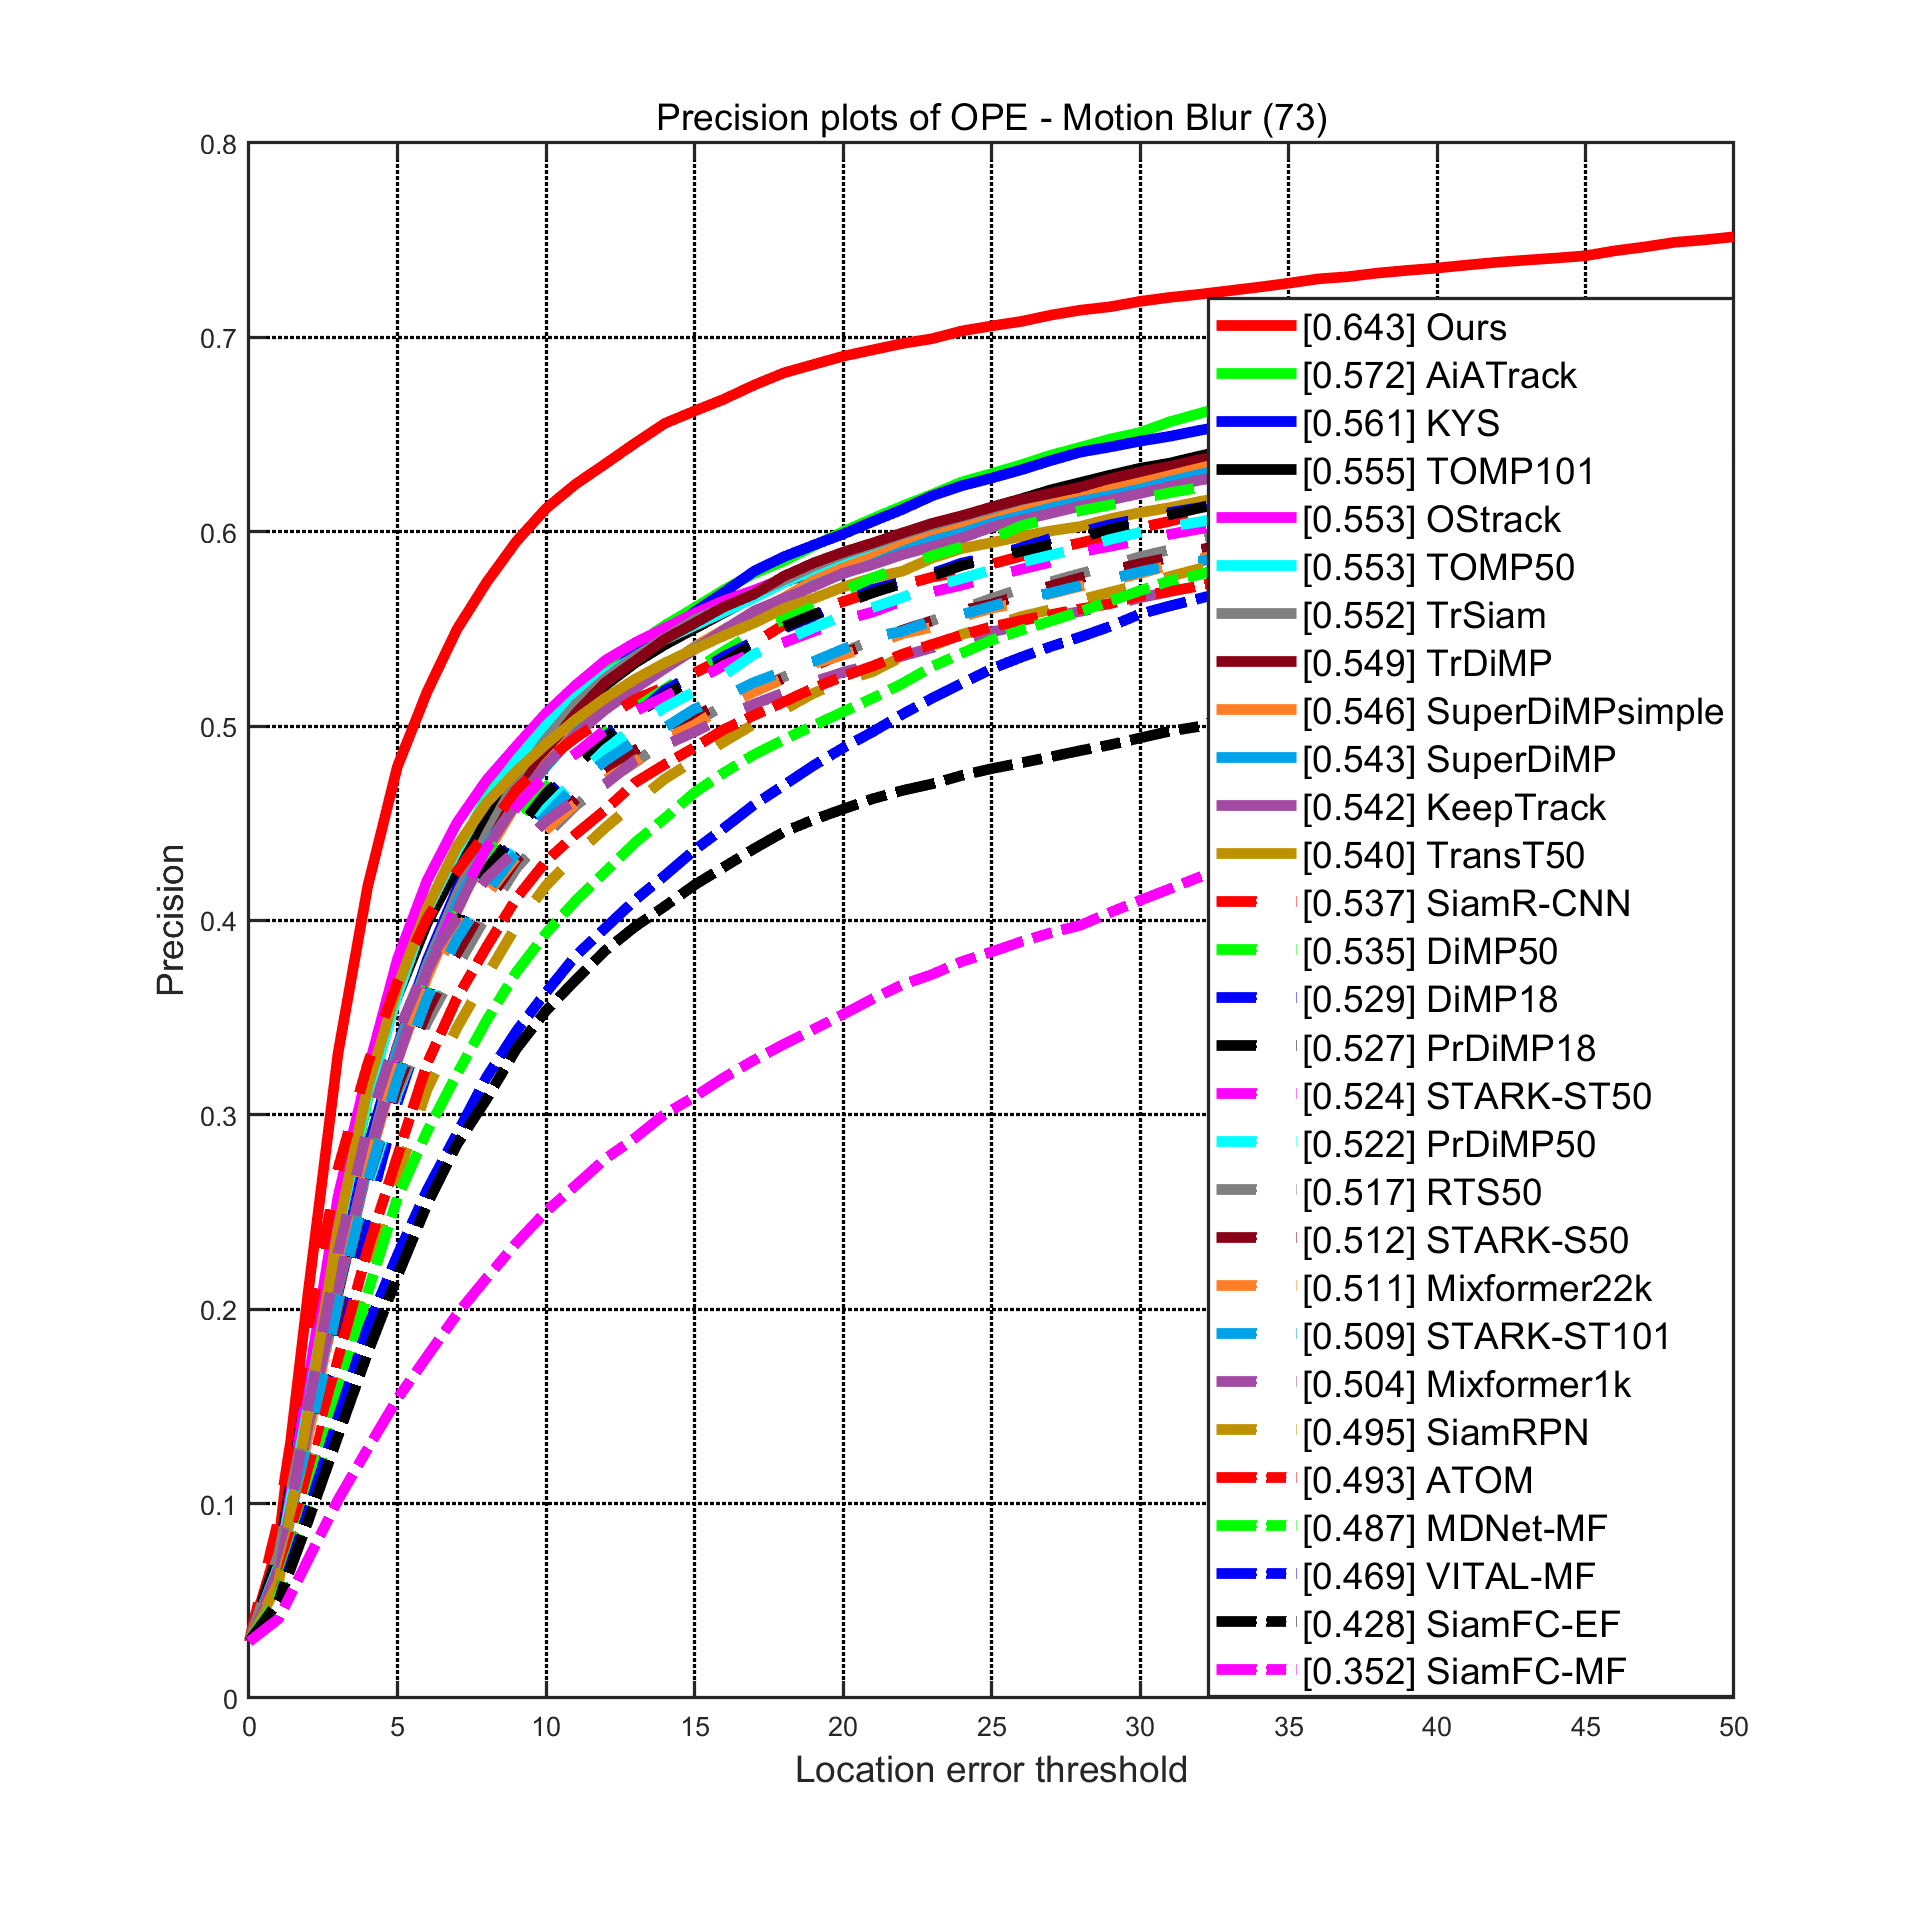 Precision plots of OPE - Motion Blur (73)
0.8
0.7
0.6
0.5
0.4
0.3
0.2
0.1
0
Precision
[0.643] Ours
[0.572] AiATrack
[0.561] KYS
[0.555] TOMP101
[0.553] OStrack
[0.553] TOMP50
[0.552] TrSiam
[0.549] TrDiMP
[0.546] SuperDiMPsimple
[0.543] SuperDiMP
[0.542] KeepTrack
[0.540] TransT50
[0.537] SiamR-CNN
[0.535] DiMP50
[0.529] DiMP18
[0.527] PrDiMP18
[0.524] STARK-ST50
[0.522] PrDiMP50
[0.517] RTS50
[0.512] STARK-S50
[0.511] Mixformer22k
[0.509] STARK-ST101
[0.504] Mixformer1k
[0.495] SiamRPN
[0.493] ATOM
[0.487] MDNet-MF
[0.469] VITAL-MF
[0.428] SiamFC-EF
[0.352] SiamFC-MF
0 5 10 15 20 25 30 35 40 45 50
Location error threshold